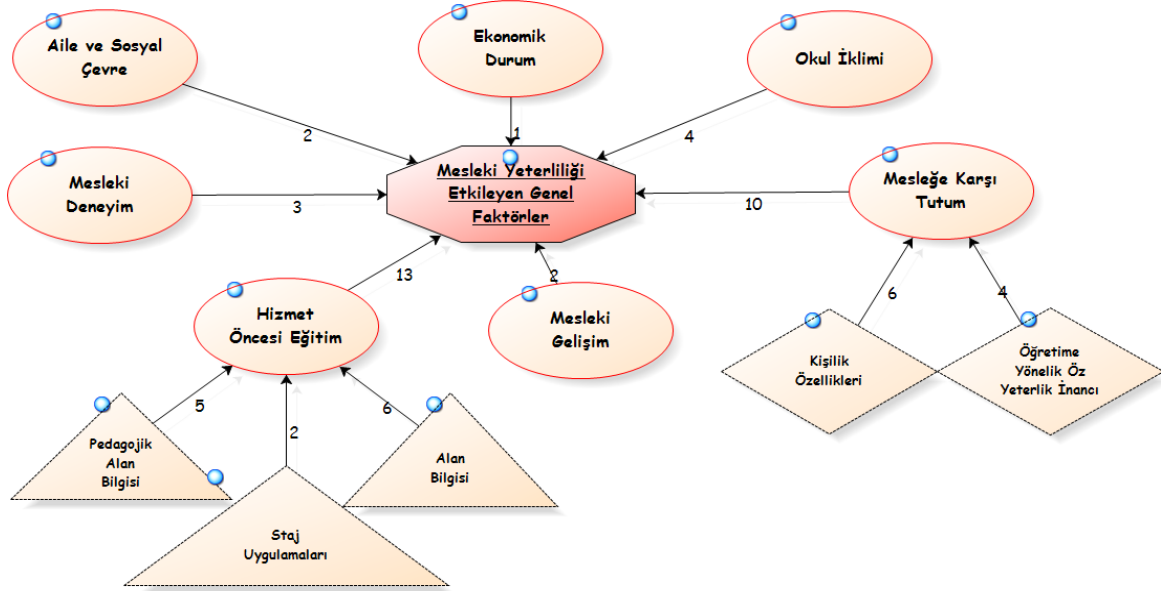 Aile ve Sosyal
Çevre
Ekonomik
Durum
Okul İklimi
2
1
4
Mesleki
Deneyim
3
Mesleki Yeterliliği
Etkileyen Genel
Faktörler
10
Mesleğe Karşı
Tutum
13
2
6
4
Hizmet
Öncesi Eğitim
Mesleki
Gelişim
Kişilik
Özellikleri
Öğretime
Yönelik Öz
Yeterlik İnancı
5
2
6
Pedagojik
Alan
Bilgisi
Alan
Bilgisi
Staj
Uygulamaları